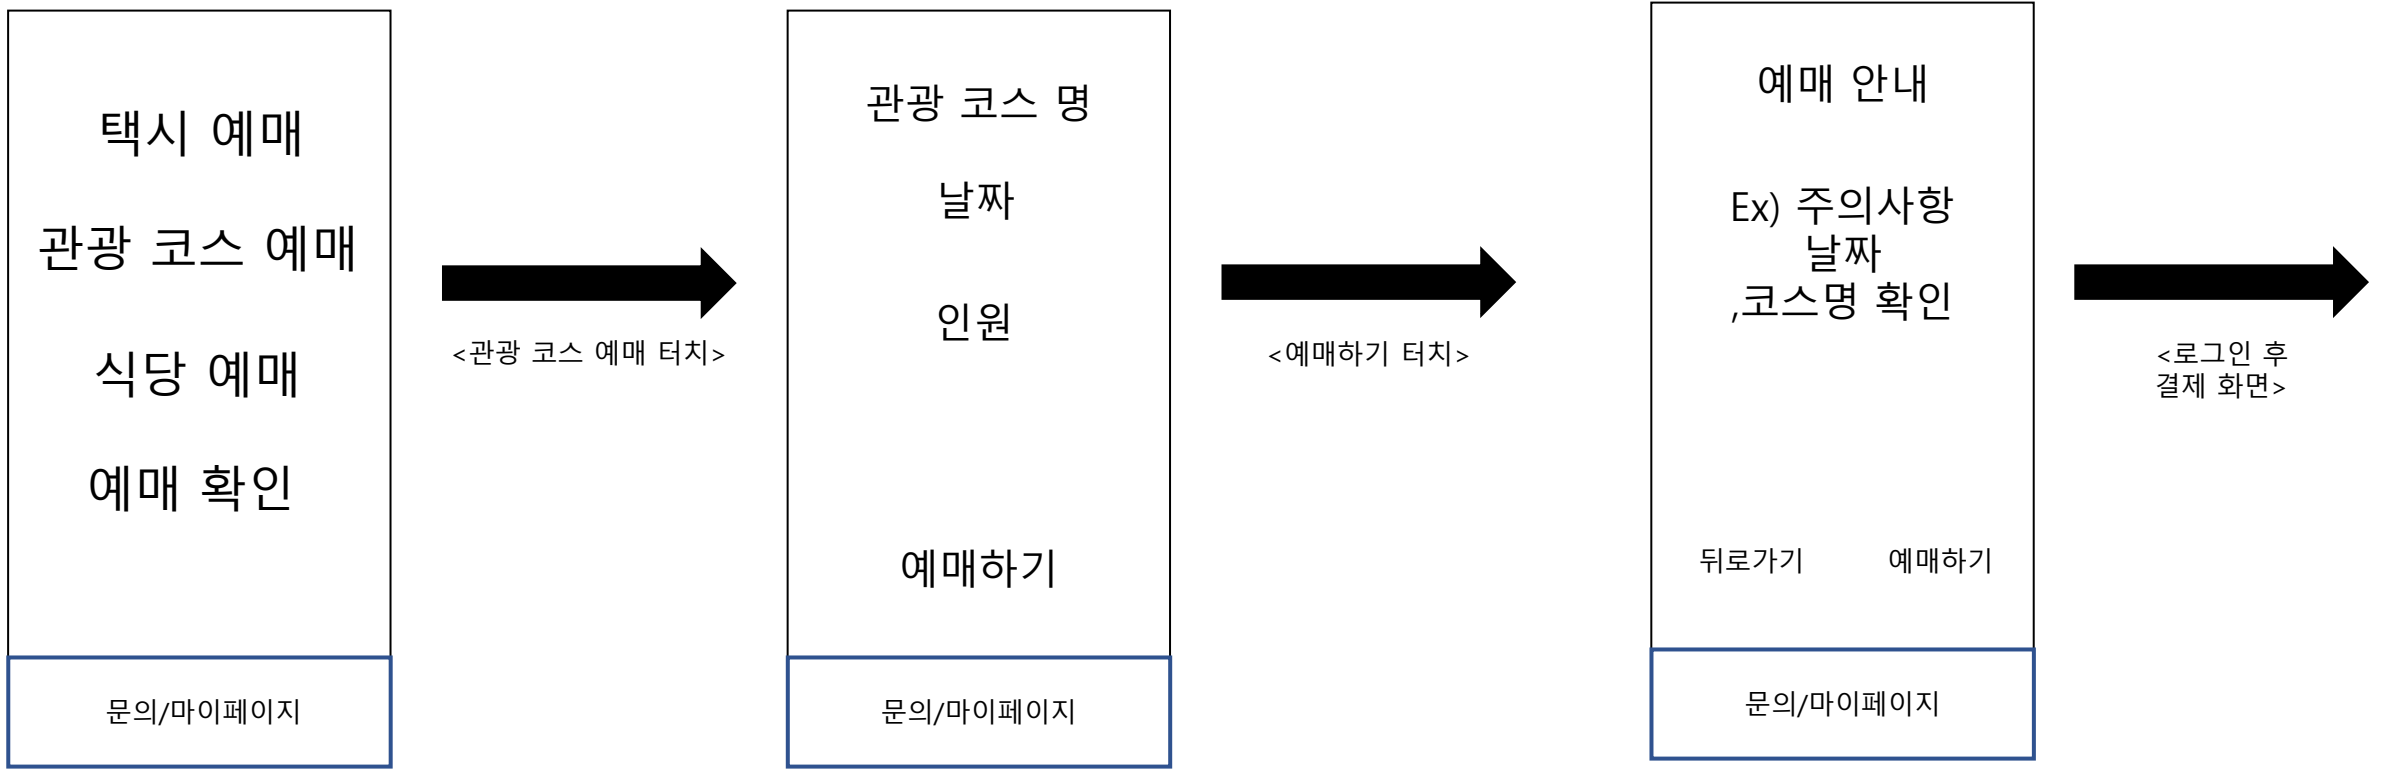 택시 예매
관광 코스 예매
식당 예매
예매 확인
문의/마이페이지
<관광 코스 예매 터치>
관광 코스 명
날짜
인원
예매하기
문의/마이페이지
<예매하기 터치>
예매 안내
Ex) 주의사항
날짜
,코스명 확인
뒤로가기 예매하기
문의/마이페이지
<로그인 후
결제 화면>